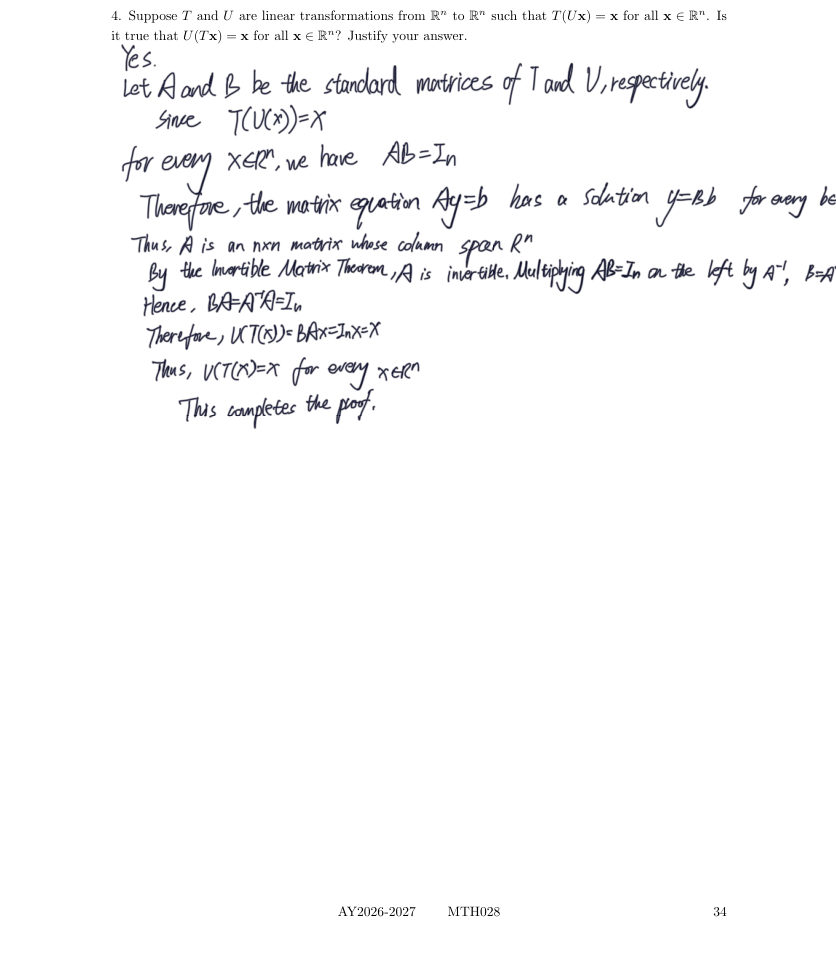 4. Suppose T and U are linear transformations from ℝⁿ to ℝⁿ such that T(Ux) = x for all x ∈ ℝⁿ. Is
it true that U(Tx) = x for all x ∈ ℝⁿ? Justify your answer.
Yes.
Let A and B be the standard matrices of T and U, respectively.
Since T(U(x))=x
for every x∈Rⁿ, we have AB=In
Therefore, the matrix equation Ay=b has a solution y=Bb for every b∈
Thus, A is an nxn matrix whose column span Rⁿ
By the Invertible Matrix Theorem, A is invertible. Multiplying AB=In on the left by A⁻¹, B=A
Hence, BA=A⁻¹A=In
Therefore, U(T(x))=BAx=Inx=x
Thus, U(T(x)=x for every x∈Rⁿ
This completes the proof.
AY2026-2027 MTH028 34